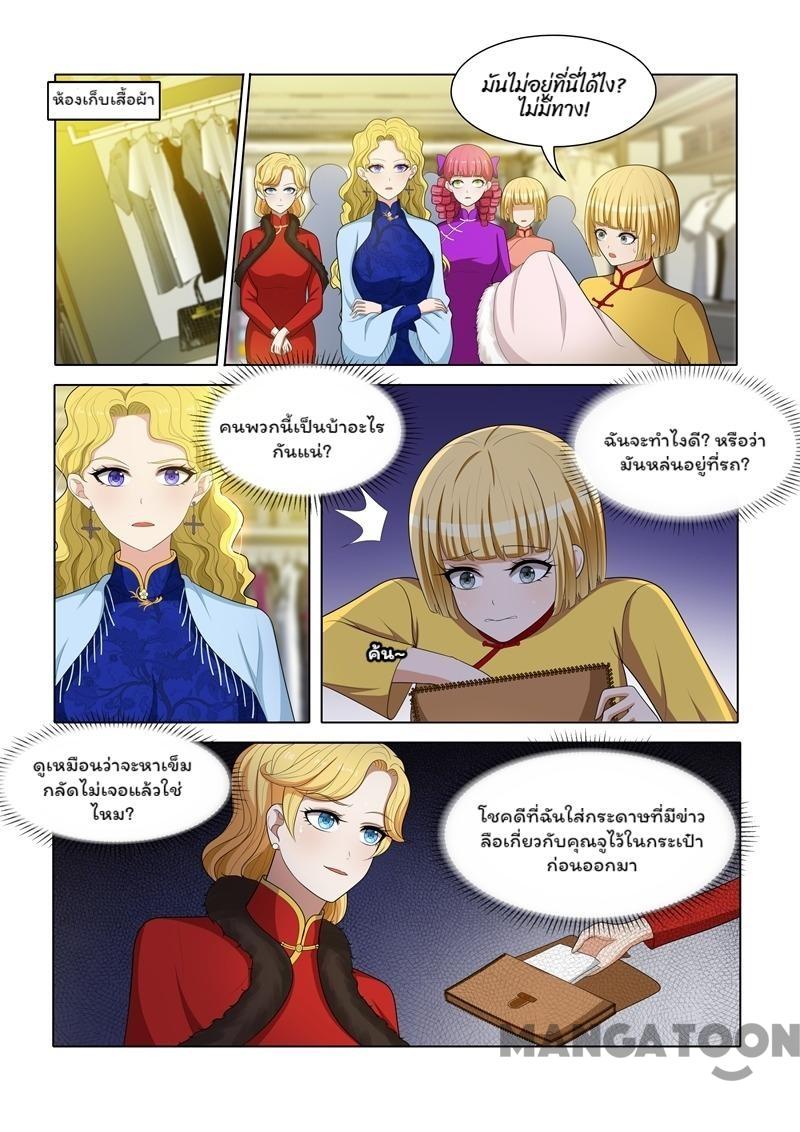 ห้องเก็บเสื้อผ้า
มันไม่อยู่ที่นี่ได้ไง?
ไม่มีทาง!
คนพวกนี้เป็นบ้าอะไร
กันแน่?
ฉันจะทำไงดี? หรือว่า
มันหล่นอยู่ที่รถ?
ค้น~
ดูเหมือนว่าจะหาเข็ม
กลัดไม่เจอแล้วใช่
ไหม?
โชคดีที่ฉันใส่กระดาษที่มีข่าว
ลือเกี่ยวกับคุณจูไว้ในกระเป๋า
ก่อนออกมา
MANGATOON